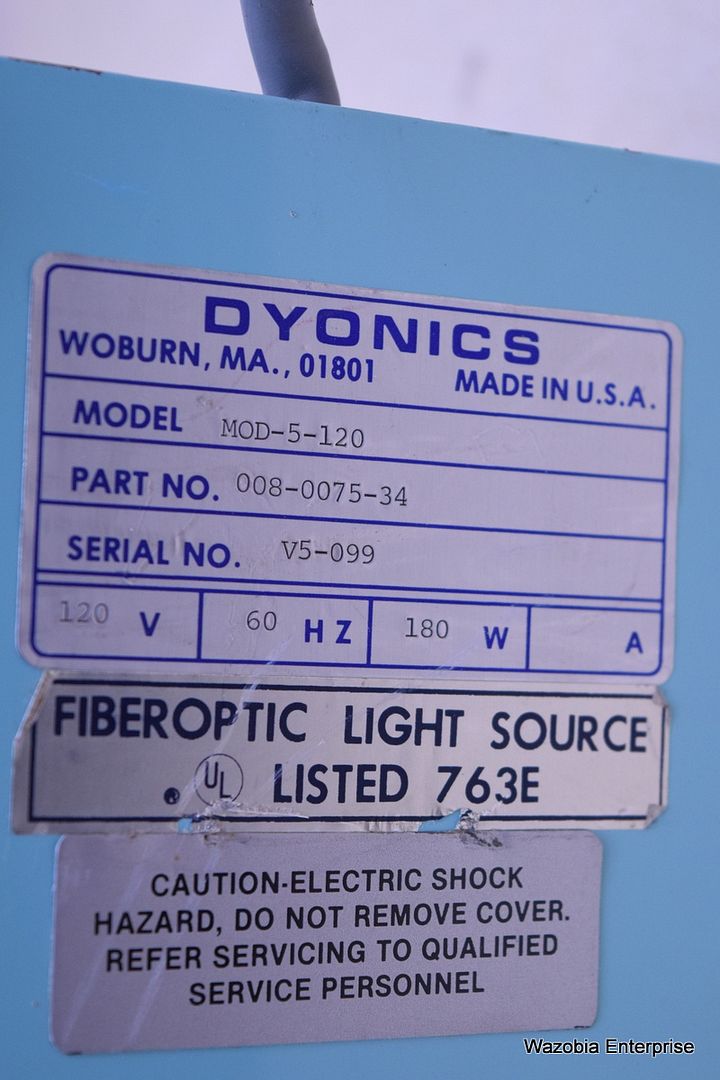 DYONICS
WOBURN, MA., 01801 MADE IN U.S.A.
MODEL MOD-5-120
PART NO. 008-0075-34
SERIAL NO. V5-099
120 V 60 HZ 180 W A
FIBEROPTIC LIGHT SOURCE
UL LISTED 763E
CAUTION-ELECTRIC SHOCK
HAZARD, DO NOT REMOVE COVER.
REFER SERVICING TO QUALIFIED
SERVICE PERSONNEL
Wazobia Enterprise